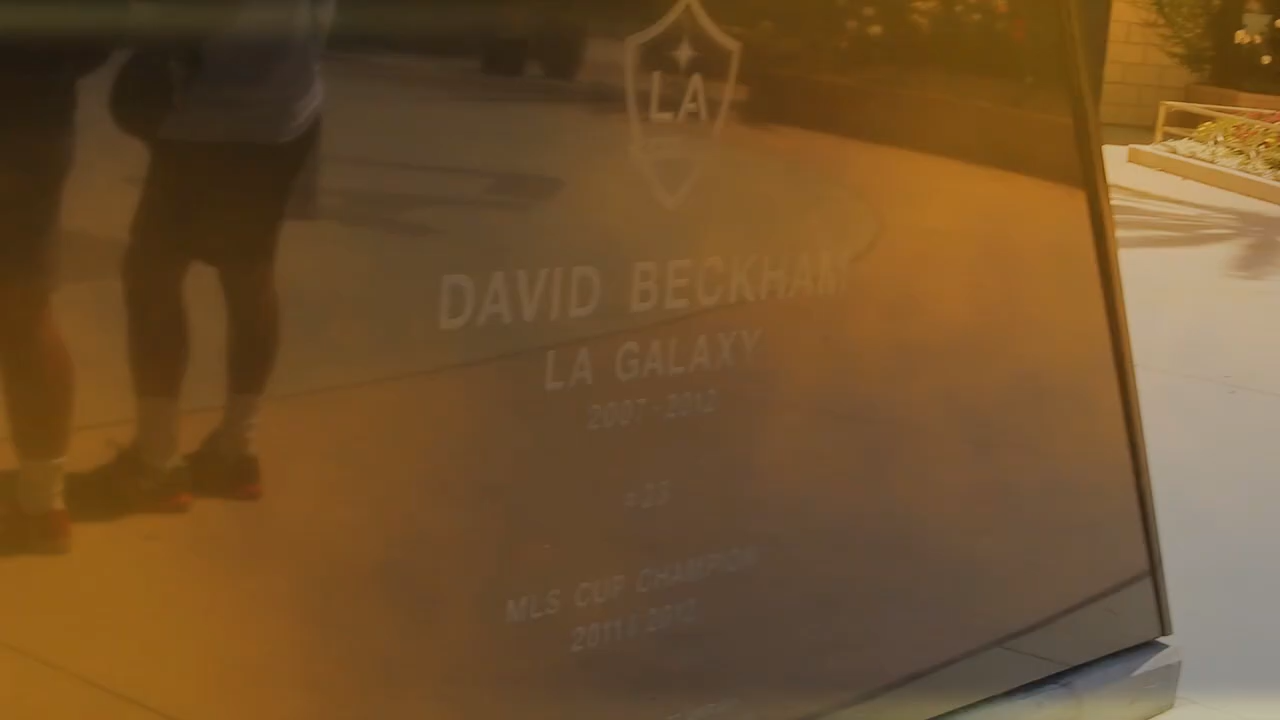 LA
DAVID BECKHAM
LA GALAXY
2007 - 2012
#23
MLS CUP CHAMPION
2011 & 2012